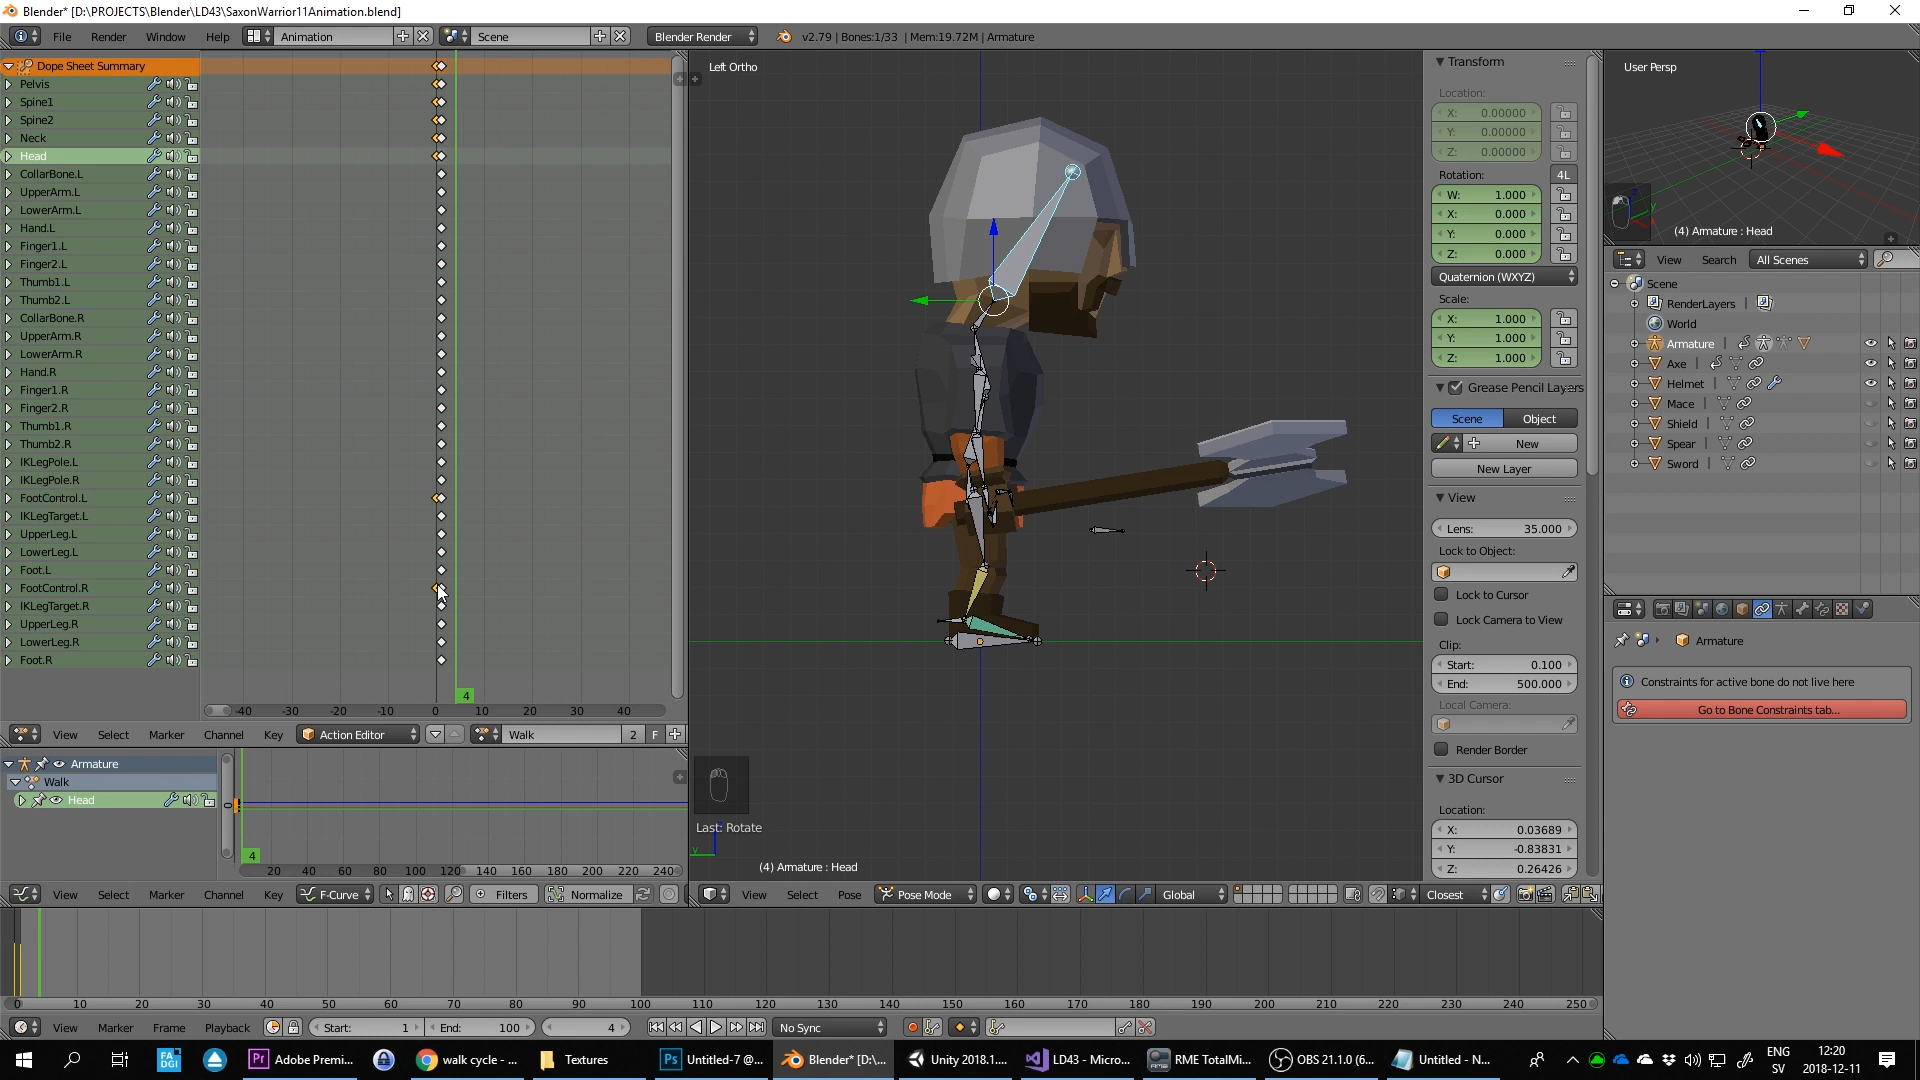 Blender* [D:\PROJECTS\Blender\LD43\SaxonWarrior11Animation.blend]
File Render Window Help Animation Scene Blender Render v2.79 | Bones:1/33 | Mem:19.72M | Armature
Dope Sheet Summary
Pelvis
Spine1
Spine2
Neck
Head
CollarBone.L
UpperArm.L
LowerArm.L
Hand.L
Finger1.L
Finger2.L
Thumb1.L
Thumb2.L
CollarBone.R
UpperArm.R
LowerArm.R
Hand.R
Finger1.R
Finger2.R
Thumb1.R
Thumb2.R
IKLegPole.L
IKLegPole.R
FootControl.L
IKLegTarget.L
UpperLeg.L
LowerLeg.L
Foot.L
FootControl.R
IKLegTarget.R
UpperLeg.R
LowerLeg.R
Foot.R
4
-40 -30 -20 -10 0 10 20 30 40
View Select Marker Channel Key Action Editor Walk 2 F
Armature
Walk
Head
4
20 40 60 80 100 120 140 160 180 200 220 240
View Select Marker Channel Key F-Curve Filters Normalize
Left Ortho
Last: Rotate
y
(4) Armature : Head
View Select Pose Pose Mode Global Closest
Transform
Location:
X: 0.00000
Y: 0.00000
Z: 0.00000
Rotation: 4L
W: 1.000
X: 0.000
Y: 0.000
Z: 0.000
Quaternion (WXYZ)
Scale:
X: 1.000
Y: 1.000
Z: 1.000
Grease Pencil Layers
Scene Object
New
New Layer
View
Lens: 35.000
Lock to Object:
Lock to Cursor
Lock Camera to View
Clip:
Start: 0.100
End: 500.000
Local Camera:
Render Border
3D Cursor
Location:
X: 0.03689
Y: -0.83831
Z: 0.26426
User Persp
(4) Armature : Head
View Search All Scenes
Scene
RenderLayers |
World
Armature |
Axe |
Helmet |
Mace |
Shield |
Spear |
Sword |
Armature
Constraints for active bone do not live here
Go to Bone Constraints tab...
0 10 20 30 40 50 60 70 80 90 100 110 120 130 140 150 160 170 180 190 200 210 220 230 240 250
View Marker Frame Playback Start: 1 End: 100 4 No Sync
FA DGI
Pr Adobe Premi...
walk cycle - ...
Textures
Ps Untitled-7 @...
Blender* [D:\...
Unity 2018.1....
LD43 - Micro...
RME TotalMi...
OBS 21.1.0 (6...
Untitled - N...
ENG
SV
12:20
2018-12-11